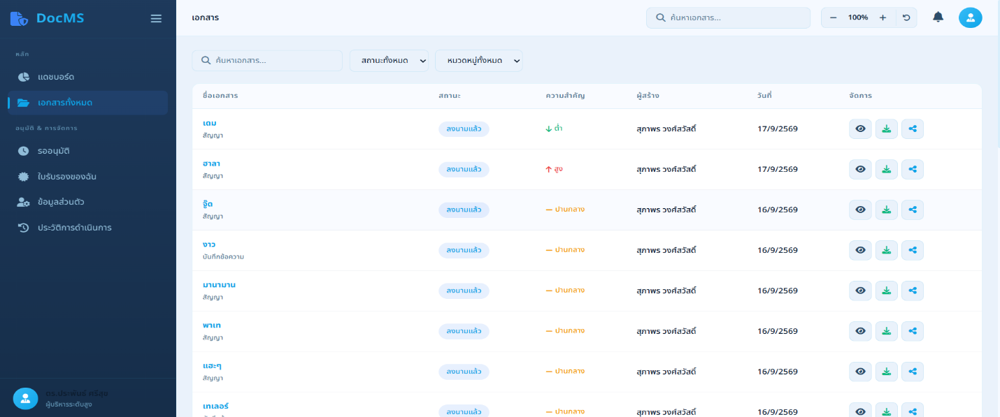 DocMS
เอกสาร
ค้นหาเอกสาร...
100%
หลัก
แดชบอร์ด
เอกสารทั้งหมด
อนุมัติ & การจัดการ
รออนุมัติ
ใบรับรองของฉัน
ข้อมูลส่วนตัว
ประวัติการดำเนินการ
ดร.ประพันธ์ ศรีสุข
ผู้บริหารระดับสูง
ค้นหาเอกสาร... สถานะทั้งหมด หมวดหมู่ทั้งหมด
ชื่อเอกสาร สถานะ ความสำคัญ ผู้สร้าง วันที่ จัดการ
เตม ลงนามแล้ว ต่ำ สุภาพร วงศ์สวัสดิ์ 17/9/2569
สัญญา
ฮาลา ลงนามแล้ว สูง สุภาพร วงศ์สวัสดิ์ 17/9/2569
สัญญา
จู๊ด ลงนามแล้ว ปานกลาง สุภาพร วงศ์สวัสดิ์ 16/9/2569
สัญญา
งาว ลงนามแล้ว ปานกลาง สุภาพร วงศ์สวัสดิ์ 16/9/2569
บันทึกข้อความ
มานามาน ลงนามแล้ว ปานกลาง สุภาพร วงศ์สวัสดิ์ 16/9/2569
สัญญา
พาเท ลงนามแล้ว ปานกลาง สุภาพร วงศ์สวัสดิ์ 16/9/2569
สัญญา
แฮะๆ ลงนามแล้ว ปานกลาง สุภาพร วงศ์สวัสดิ์ 16/9/2569
สัญญา
เทเลอร์ ลงนามแล้ว ปานกลาง สุภาพร วงศ์สวัสดิ์ 16/9/2569